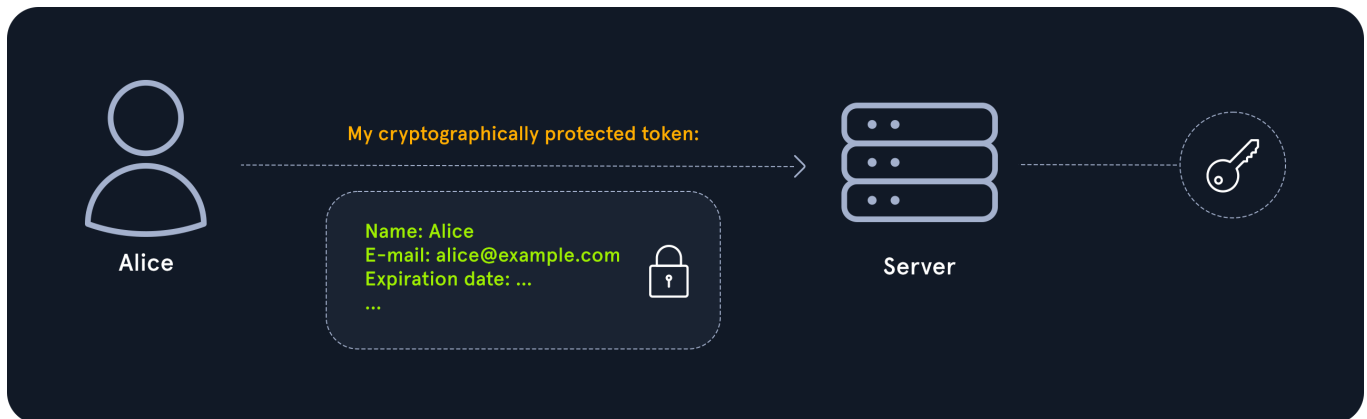 My cryptographically protected token:
Name: Alice
E-mail: alice@example.com
Expiration date: ...
...
Alice
Server